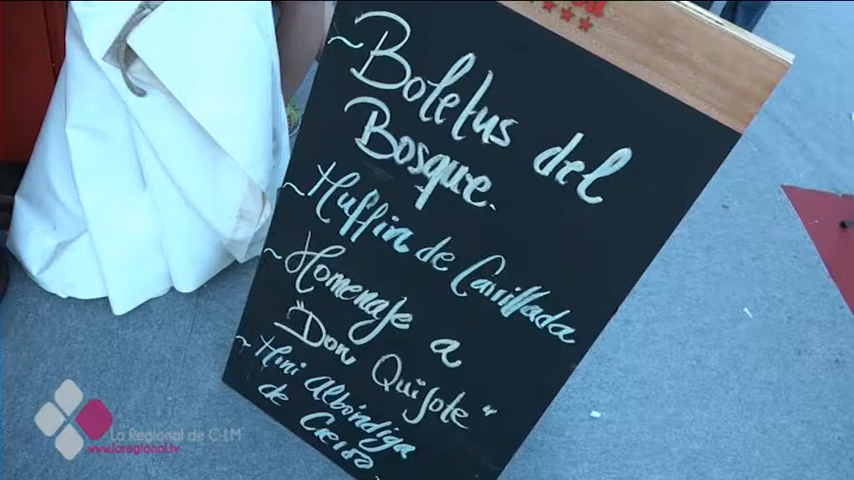 ~ Boletus del
Bosque.
~ Muffin de Carrillada
~ "Homenaje a
Don Quijote"
~ Mini Albóndiga
de Ciervo
La Regional de C-LM
www.laregional.tv